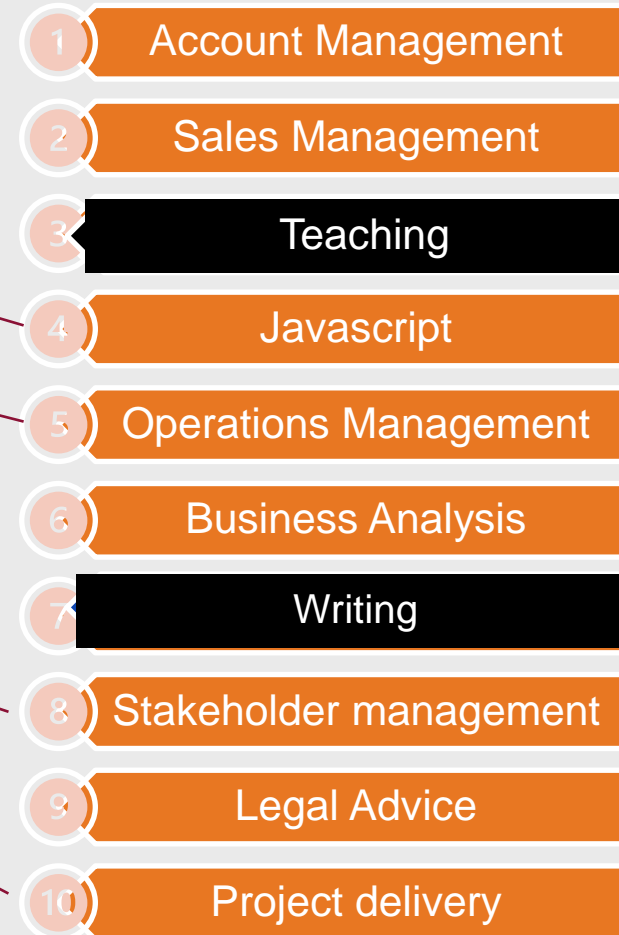 1 Account Management
2 Sales Management
3 Teaching
4 Javascript
5 Operations Management
6 Business Analysis
7 Writing
8 Stakeholder management
9 Legal Advice
10 Project delivery